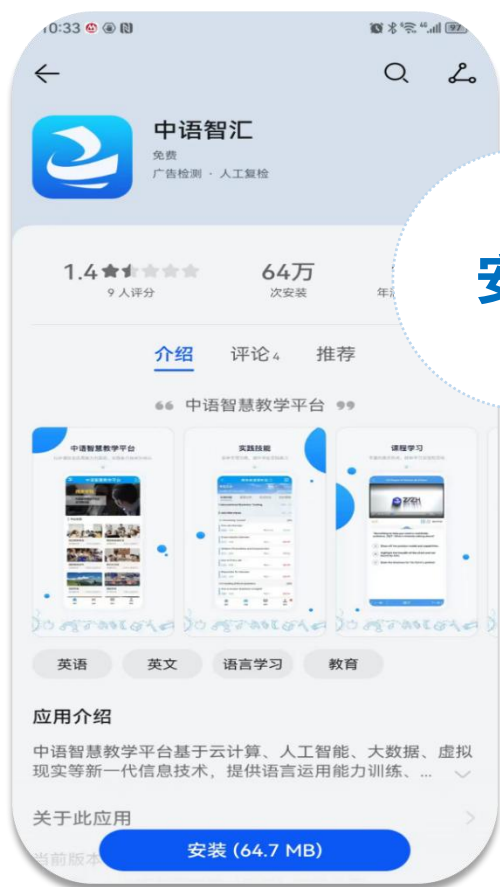 10:33
中语智汇
免费
广告检测 · 人工复检
1.4
64万
9人评分
次安装
年
介绍
评论4
推荐
中语智慧教学平台
中语智慧教学平台
实践技能
课程学习
英语
英文
语言学习
教育
应用介绍
中语智慧教学平台基于云计算、人工智能、大数据、虚拟
现实等新一代信息技术，提供语言运用能力训练、...
关于此应用
当前版本
安装 (64.7 MB)